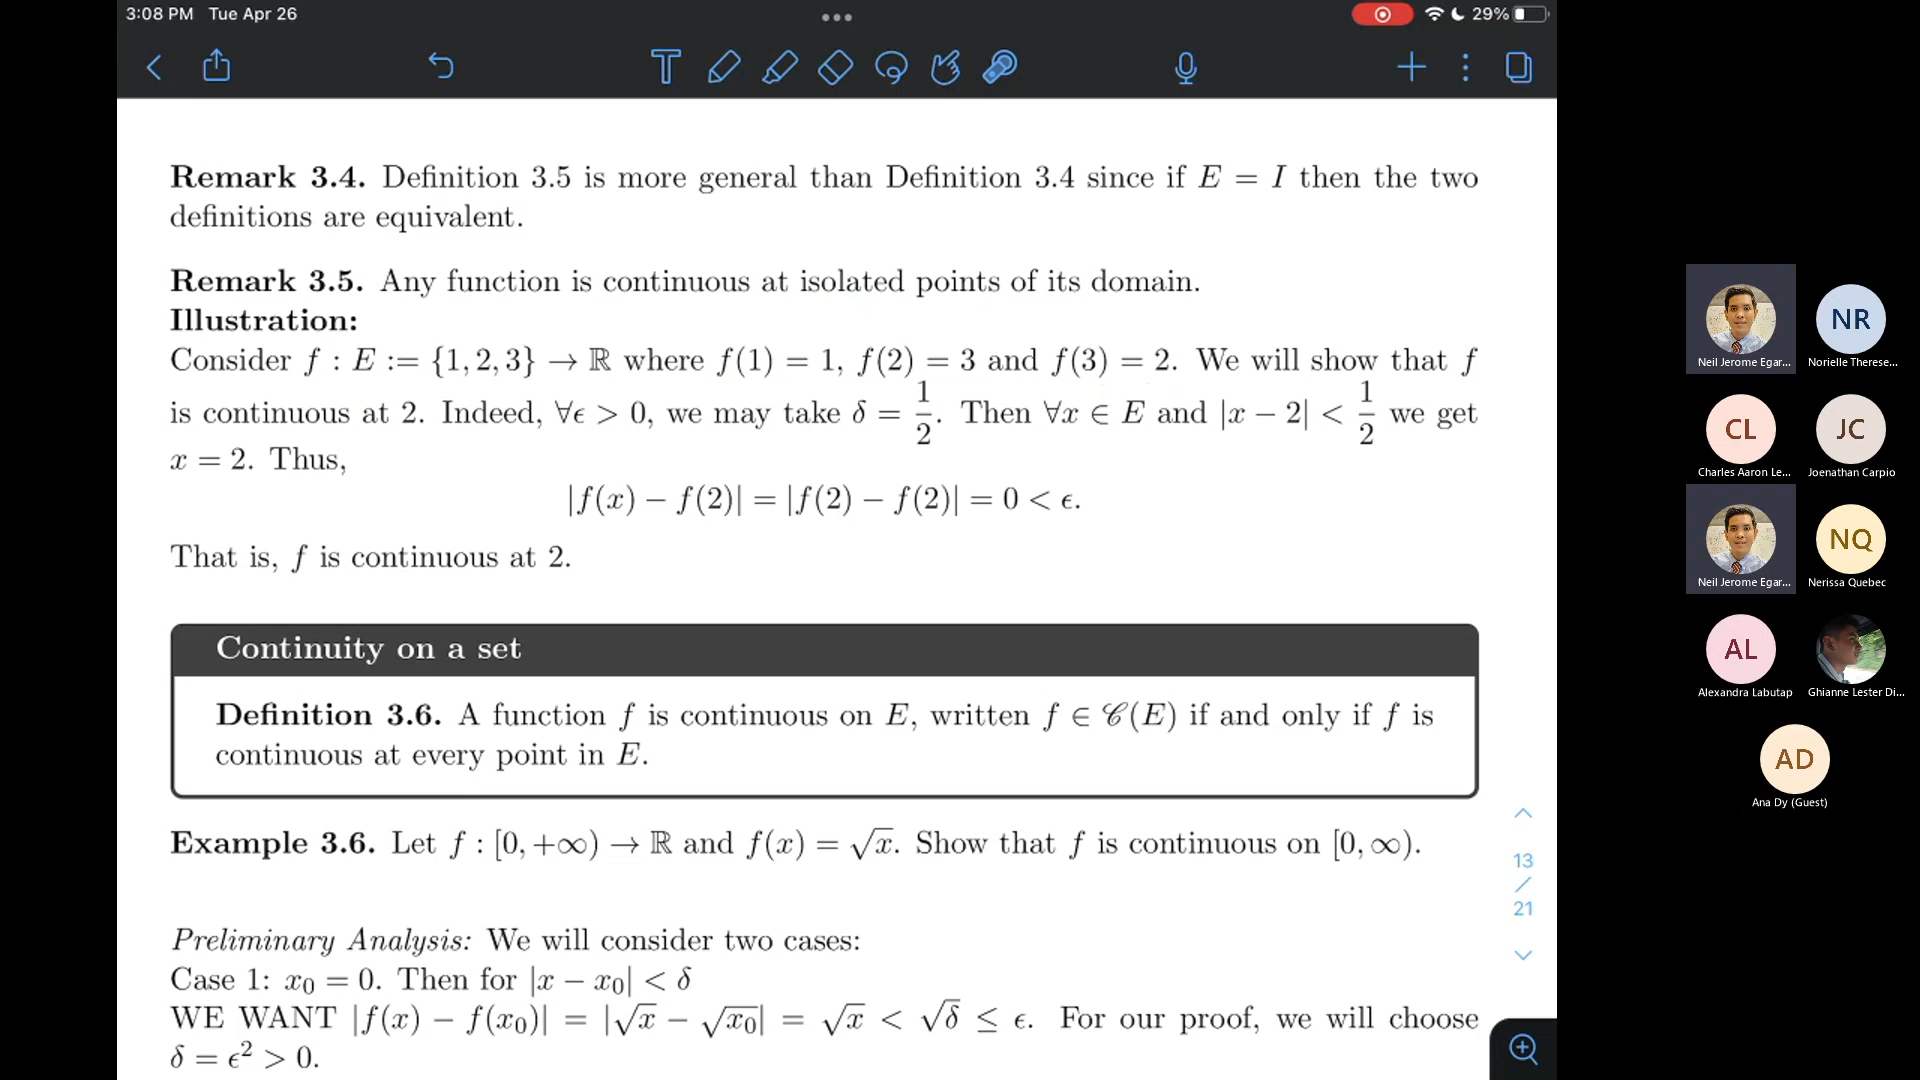 3:08 PM Tue Apr 26
29%
Remark 3.4. Definition 3.5 is more general than Definition 3.4 since if E = I then the two
definitions are equivalent.
Remark 3.5. Any function is continuous at isolated points of its domain.
Illustration:
Consider f : E := {1, 2, 3} → ℝ where f(1) = 1, f(2) = 3 and f(3) = 2. We will show that f
is continuous at 2. Indeed, ∀ϵ > 0, we may take δ = 1/2. Then ∀x ∈ E and |x − 2| < 1/2 we get
x = 2. Thus,
|f(x) − f(2)| = |f(2) − f(2)| = 0 < ϵ.
That is, f is continuous at 2.
Continuity on a set
Definition 3.6. A function f is continuous on E, written f ∈ 𝒞(E) if and only if f is
continuous at every point in E.
Example 3.6. Let f : [0, +∞) → ℝ and f(x) = √x. Show that f is continuous on [0, ∞).
Preliminary Analysis: We will consider two cases:
Case 1: x₀ = 0. Then for |x − x₀| < δ
WE WANT |f(x) − f(x₀)| = |√x − √x₀| = √x < √δ ≤ ϵ. For our proof, we will choose
δ = ϵ² > 0.
13
/
21
Neil Jerome Egar...
NR
Norielle Therese...
CL
Charles Aaron Le...
JC
Joenathan Carpio
Neil Jerome Egar...
NQ
Nerissa Quebec
AL
Alexandra Labutap
Ghianne Lester Di...
AD
Ana Dy (Guest)